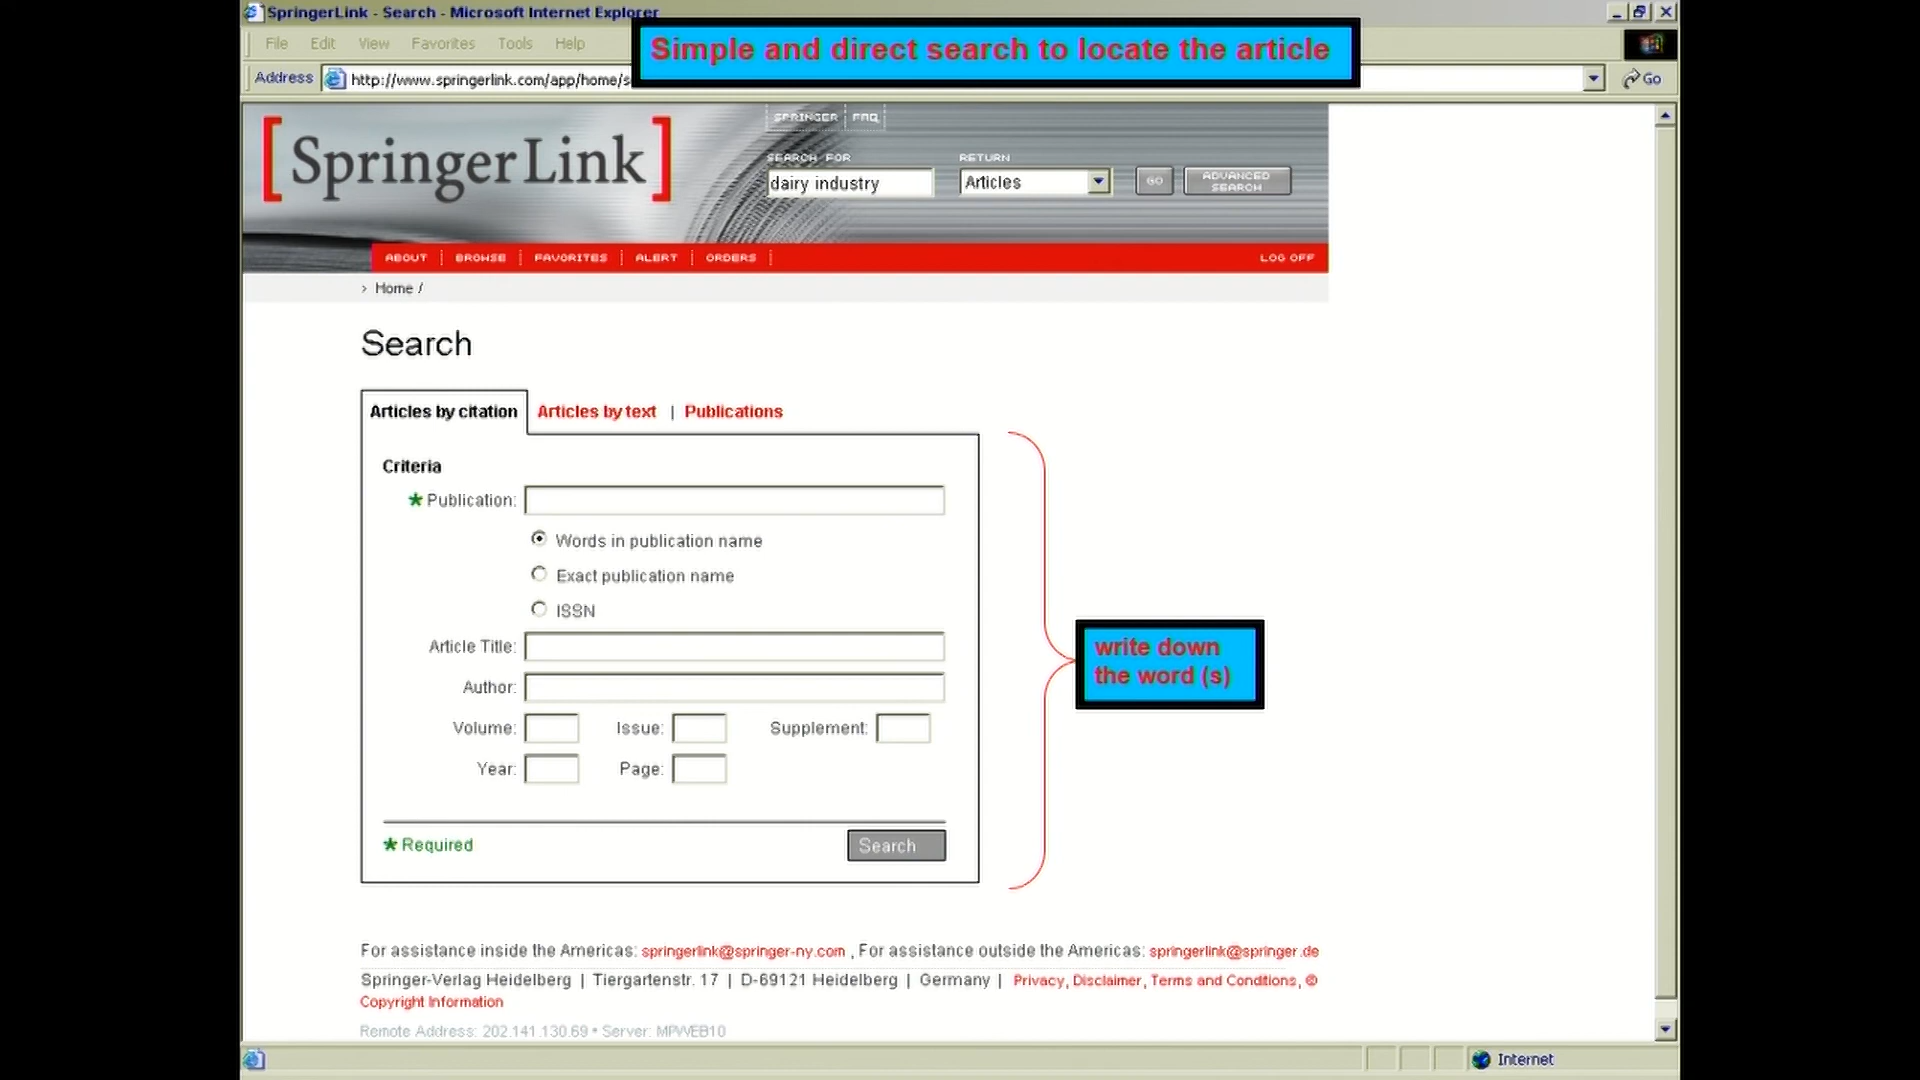 SpringerLink - Search - Microsoft Internet Explorer
Simple and direct search to locate the article
File Edit View Favorites Tools Help
Address http://www.springerlink.com/app/home/s Go
SPRINGER FAQ
[SpringerLink]
SEARCH FOR RETURN
dairy industry Articles GO ADVANCED SEARCH
ABOUT BROWSE FAVORITES ALERT ORDERS LOG OFF
› Home /
Search
Articles by citation Articles by text | Publications
Criteria
* Publication:
Words in publication name
Exact publication name
ISSN
Article Title:
write down
the word (s)
Author:
Volume: Issue: Supplement:
Year: Page:
* Required Search
For assistance inside the Americas: springerlink@springer-ny.com , For assistance outside the Americas: springerlink@springer.de
Springer-Verlag Heidelberg | Tiergartenstr. 17 | D-69121 Heidelberg | Germany | Privacy, Disclaimer, Terms and Conditions, ©
Copyright Information
Remote Address: 202.141.130.69 • Server: MPWEB10
Internet